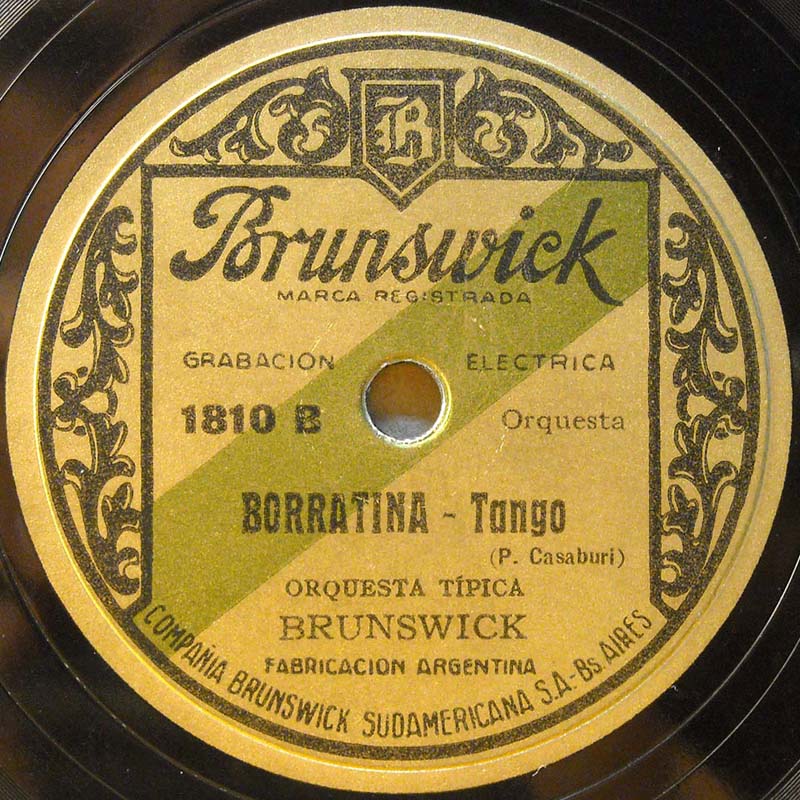 B
Brunswick
MARCA REGISTRADA
GRABACION ELECTRICA
1810 B Orquesta
BORRATINA - Tango
(P. Casaburi)
ORQUESTA TÍPICA
BRUNSWICK
FABRICACION ARGENTINA
COMPAÑIA BRUNSWICK SUDAMERICANA S.A.-Bs. AIRES